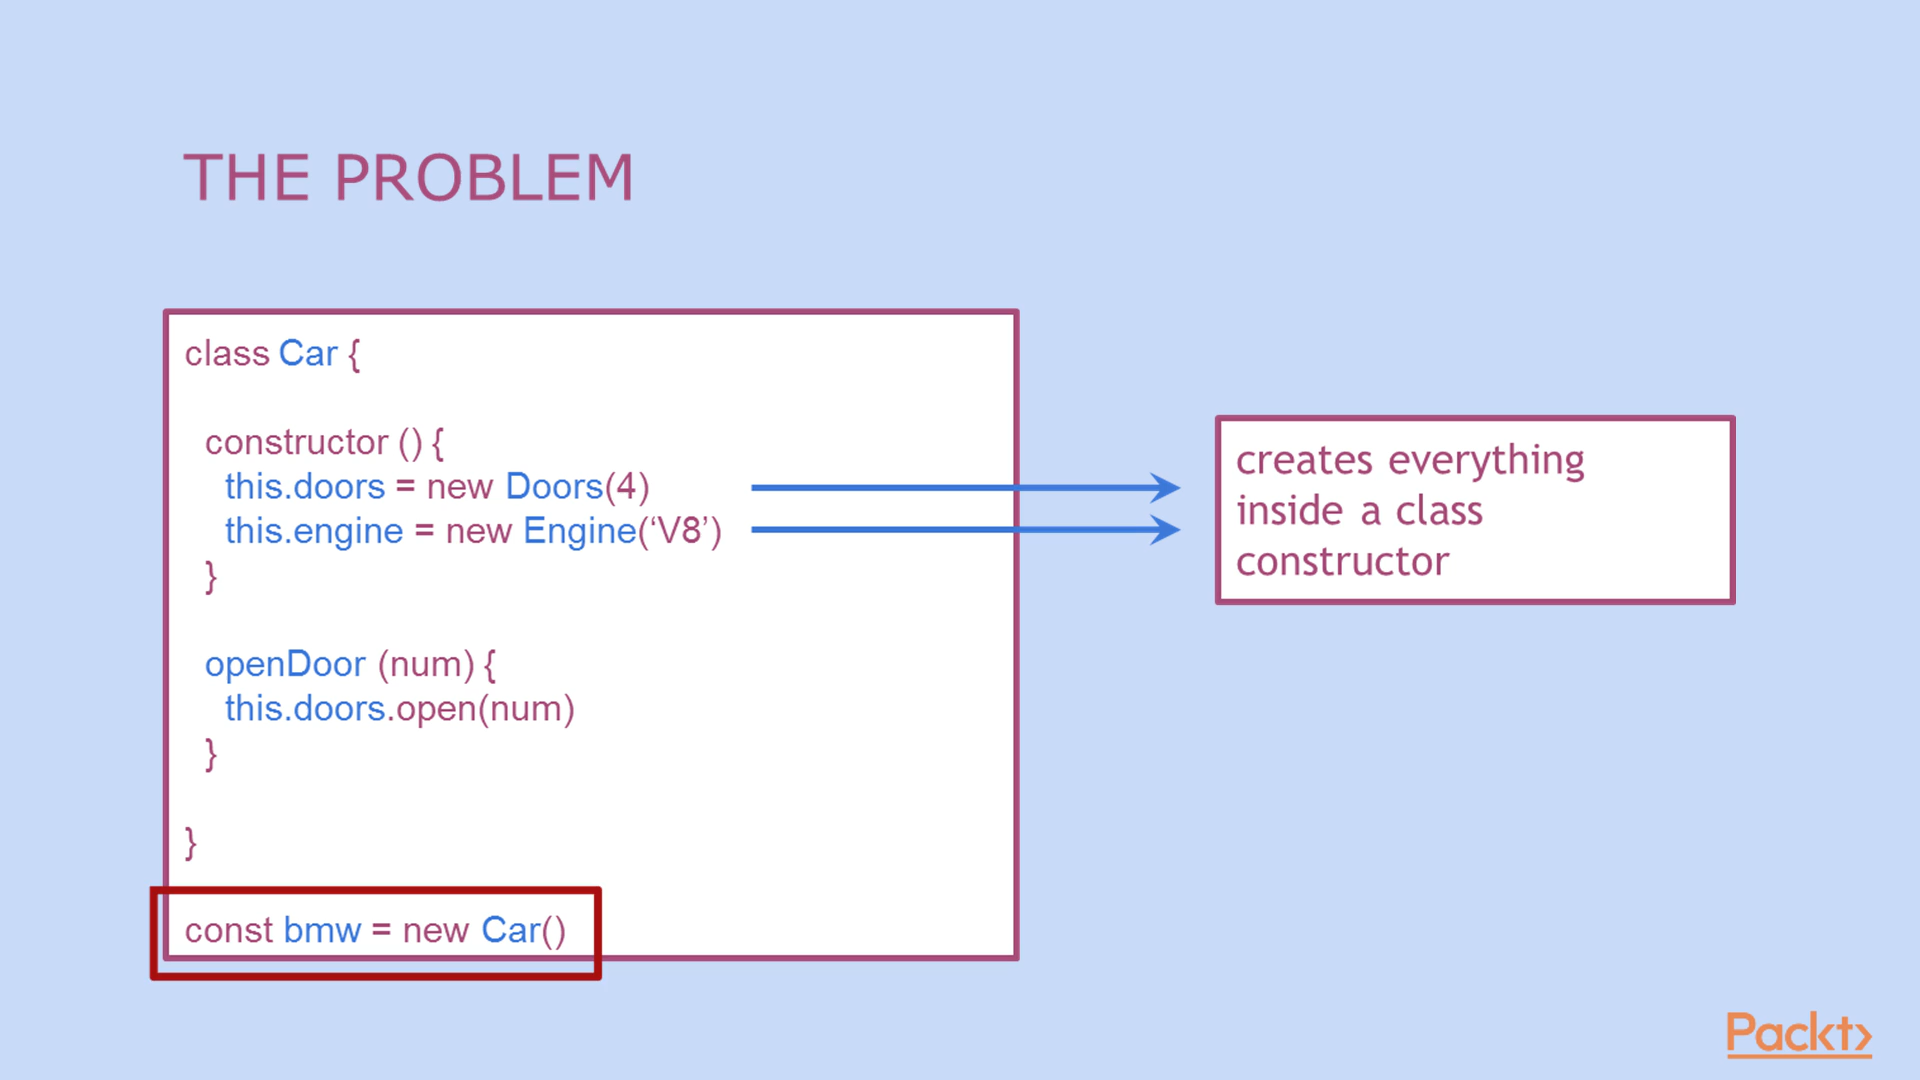 THE PROBLEM
class Car {
constructor () {
this.doors = new Doors(4)
this.engine = new Engine(‘V8’)
}
openDoor (num) {
this.doors.open(num)
}
}
const bmw = new Car()
creates everything
inside a class
constructor
Packt>